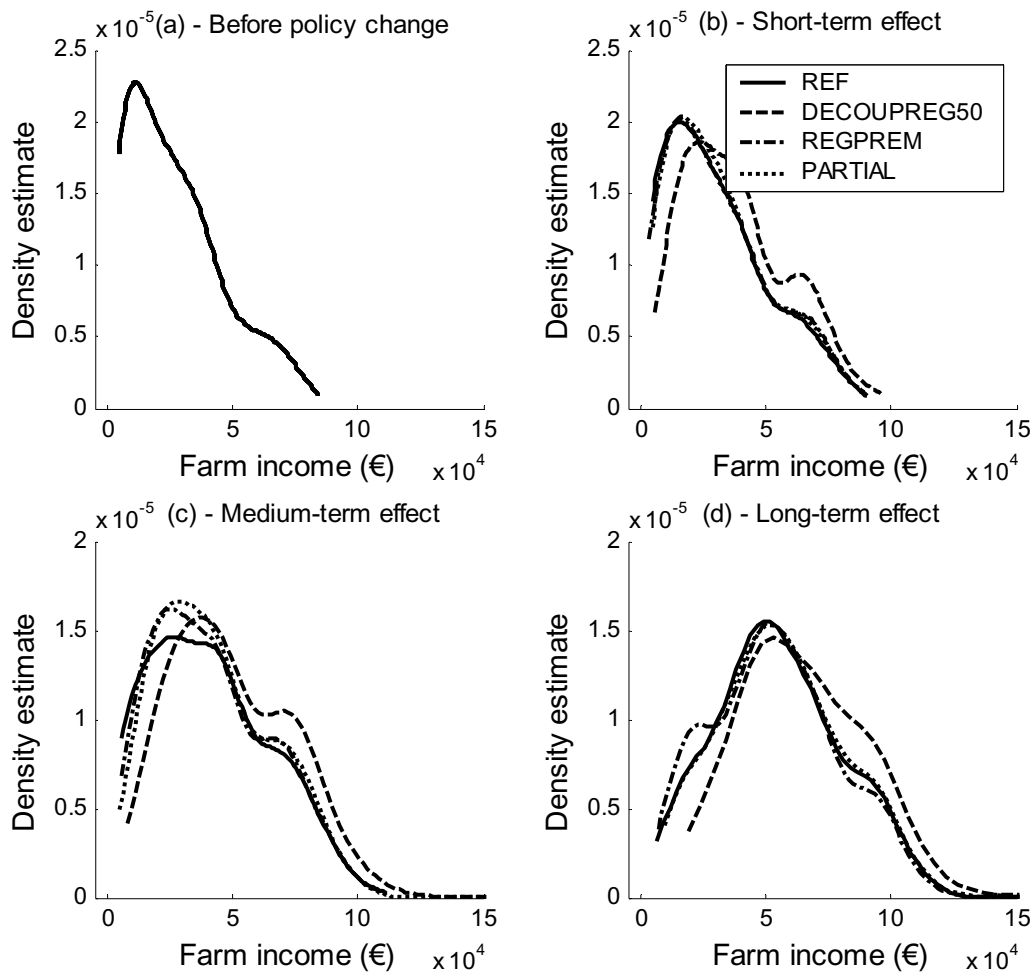 x 10-5 (a) - Before policy change
2.5
2
1.5
1
0.5
0
Density estimate
0 5 10 15
Farm income (€) x 10^4
x 10-5 (b) - Short-term effect
2.5
2
1.5
1
0.5
0
Density estimate
REF
DECOUPREG50
REGPREM
PARTIAL
0 5 10 15
Farm income (€) x 10^4
x 10-5 (c) - Medium-term effect
2
1.5
1
0.5
0
Density estimate
0 5 10 15
Farm income (€) x 10^4
x 10-5 (d) - Long-term effect
2
1.5
1
0.5
0
Density estimate
0 5 10 15
Farm income (€) x 10^4